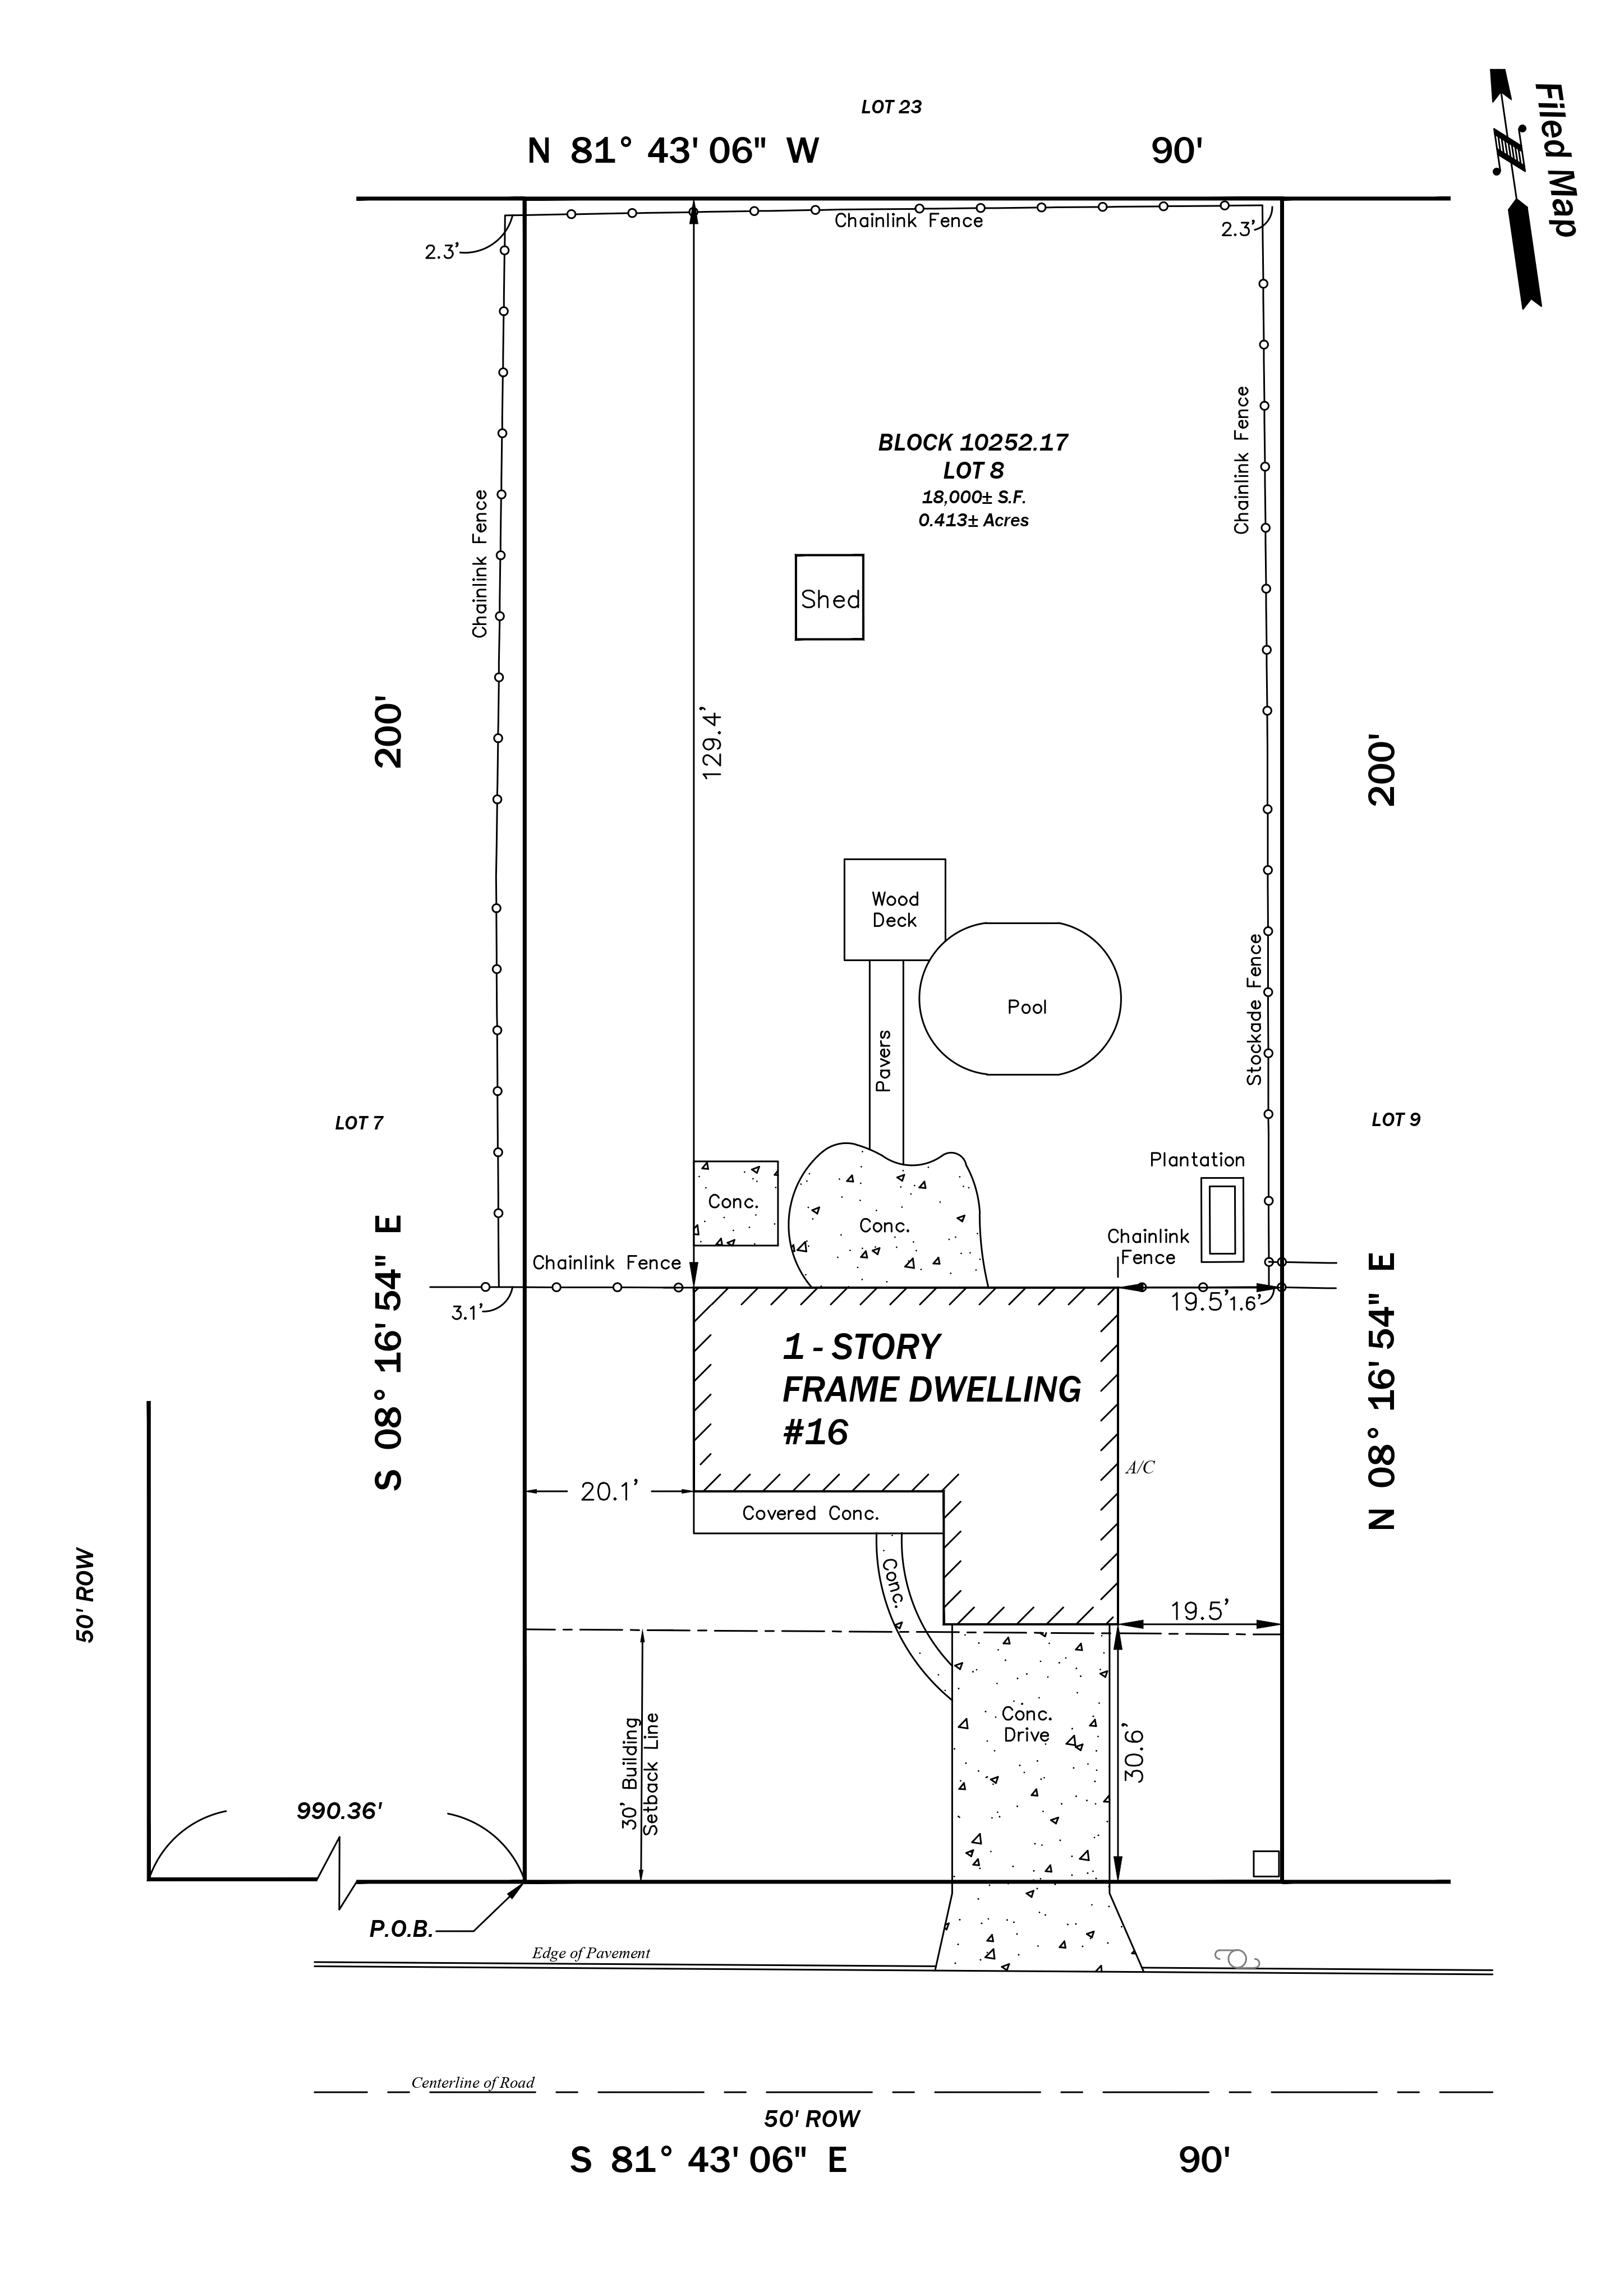 Filed Map
N
LOT 23
N 81° 43' 06" W 90'
Chainlink Fence
2.3'
2.3'
Chainlink Fence
Chainlink Fence
BLOCK 10252.17
LOT 8
18,000± S.F.
0.413± Acres
Shed
200'
129.4'
200'
Wood
Deck
Pool
Pavers
Stockade Fence
LOT 7
LOT 9
Plantation
Conc.
Conc.
Chainlink
Fence
Chainlink Fence
3.1'
19.5'
1.6'
S 08° 16' 54" E
N 08° 16' 54" E
1 - STORY
FRAME DWELLING
#16
A/C
20.1'
Covered Conc.
Conc.
50' ROW
19.5'
30' Building
Setback Line
Conc.
Drive
30.6'
990.36'
P.O.B.
Edge of Pavement
Centerline of Road
50' ROW
S 81° 43' 06" E 90'